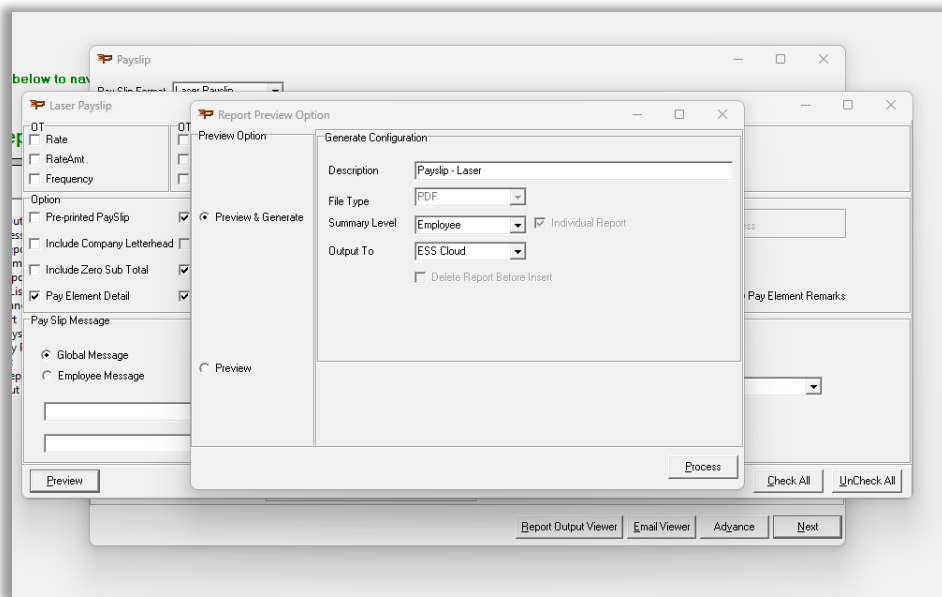 Payslip
below to nav
Pay Slip Format Laser Payslip
Laser Payslip
Report Preview Option
OT
Rate
RateAmt
Frequency
OT
Preview Option
Preview & Generate
Preview
Generate Configuration
Description Payslip - Laser
File Type PDF
Summary Level Employee Individual Report
Output To ESS Cloud
Delete Report Before Insert
Process
Option
Pre-printed PaySlip
Include Company Letterhead
Include Zero Sub Total
Pay Element Detail
Pay Element Remarks
Pay Slip Message
Global Message
Employee Message
Preview
Check All
UnCheck All
Report Output Viewer
Email Viewer
Advance
Next